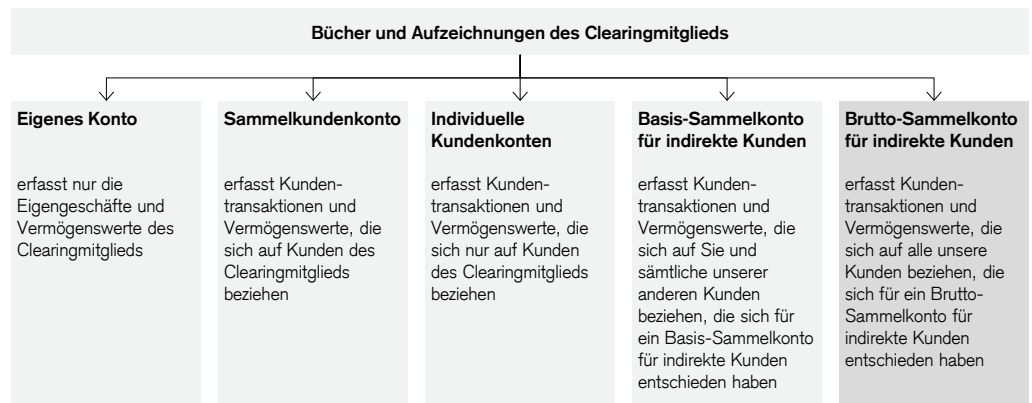 Bücher und Aufzeichnungen des Clearingmitglieds
Eigenes Konto
erfasst nur die
Eigengeschäfte und
Vermögenswerte des
Clearingmitglieds
Sammelkundenkonto
erfasst Kunden-
transaktionen und
Vermögenswerte, die
sich auf Kunden des
Clearingmitglieds
beziehen
Individuelle
Kundenkonten
erfasst Kunden-
transaktionen und
Vermögenswerte, die
sich nur auf Kunden
des Clearingmitglieds
beziehen
Basis-Sammelkonto
für indirekte Kunden
erfasst Kunden-
transaktionen und
Vermögenswerte, die
sich auf Sie und
sämtliche unserer
anderen Kunden
beziehen, die sich für
ein Basis-Sammelkonto
für indirekte Kunden
entschieden haben
Brutto-Sammelkonto
für indirekte Kunden
erfasst Kunden-
transaktionen und
Vermögenswerte, die
sich auf alle unsere
Kunden beziehen, die
sich für ein Brutto-
Sammelkonto für
indirekte Kunden
entschieden haben